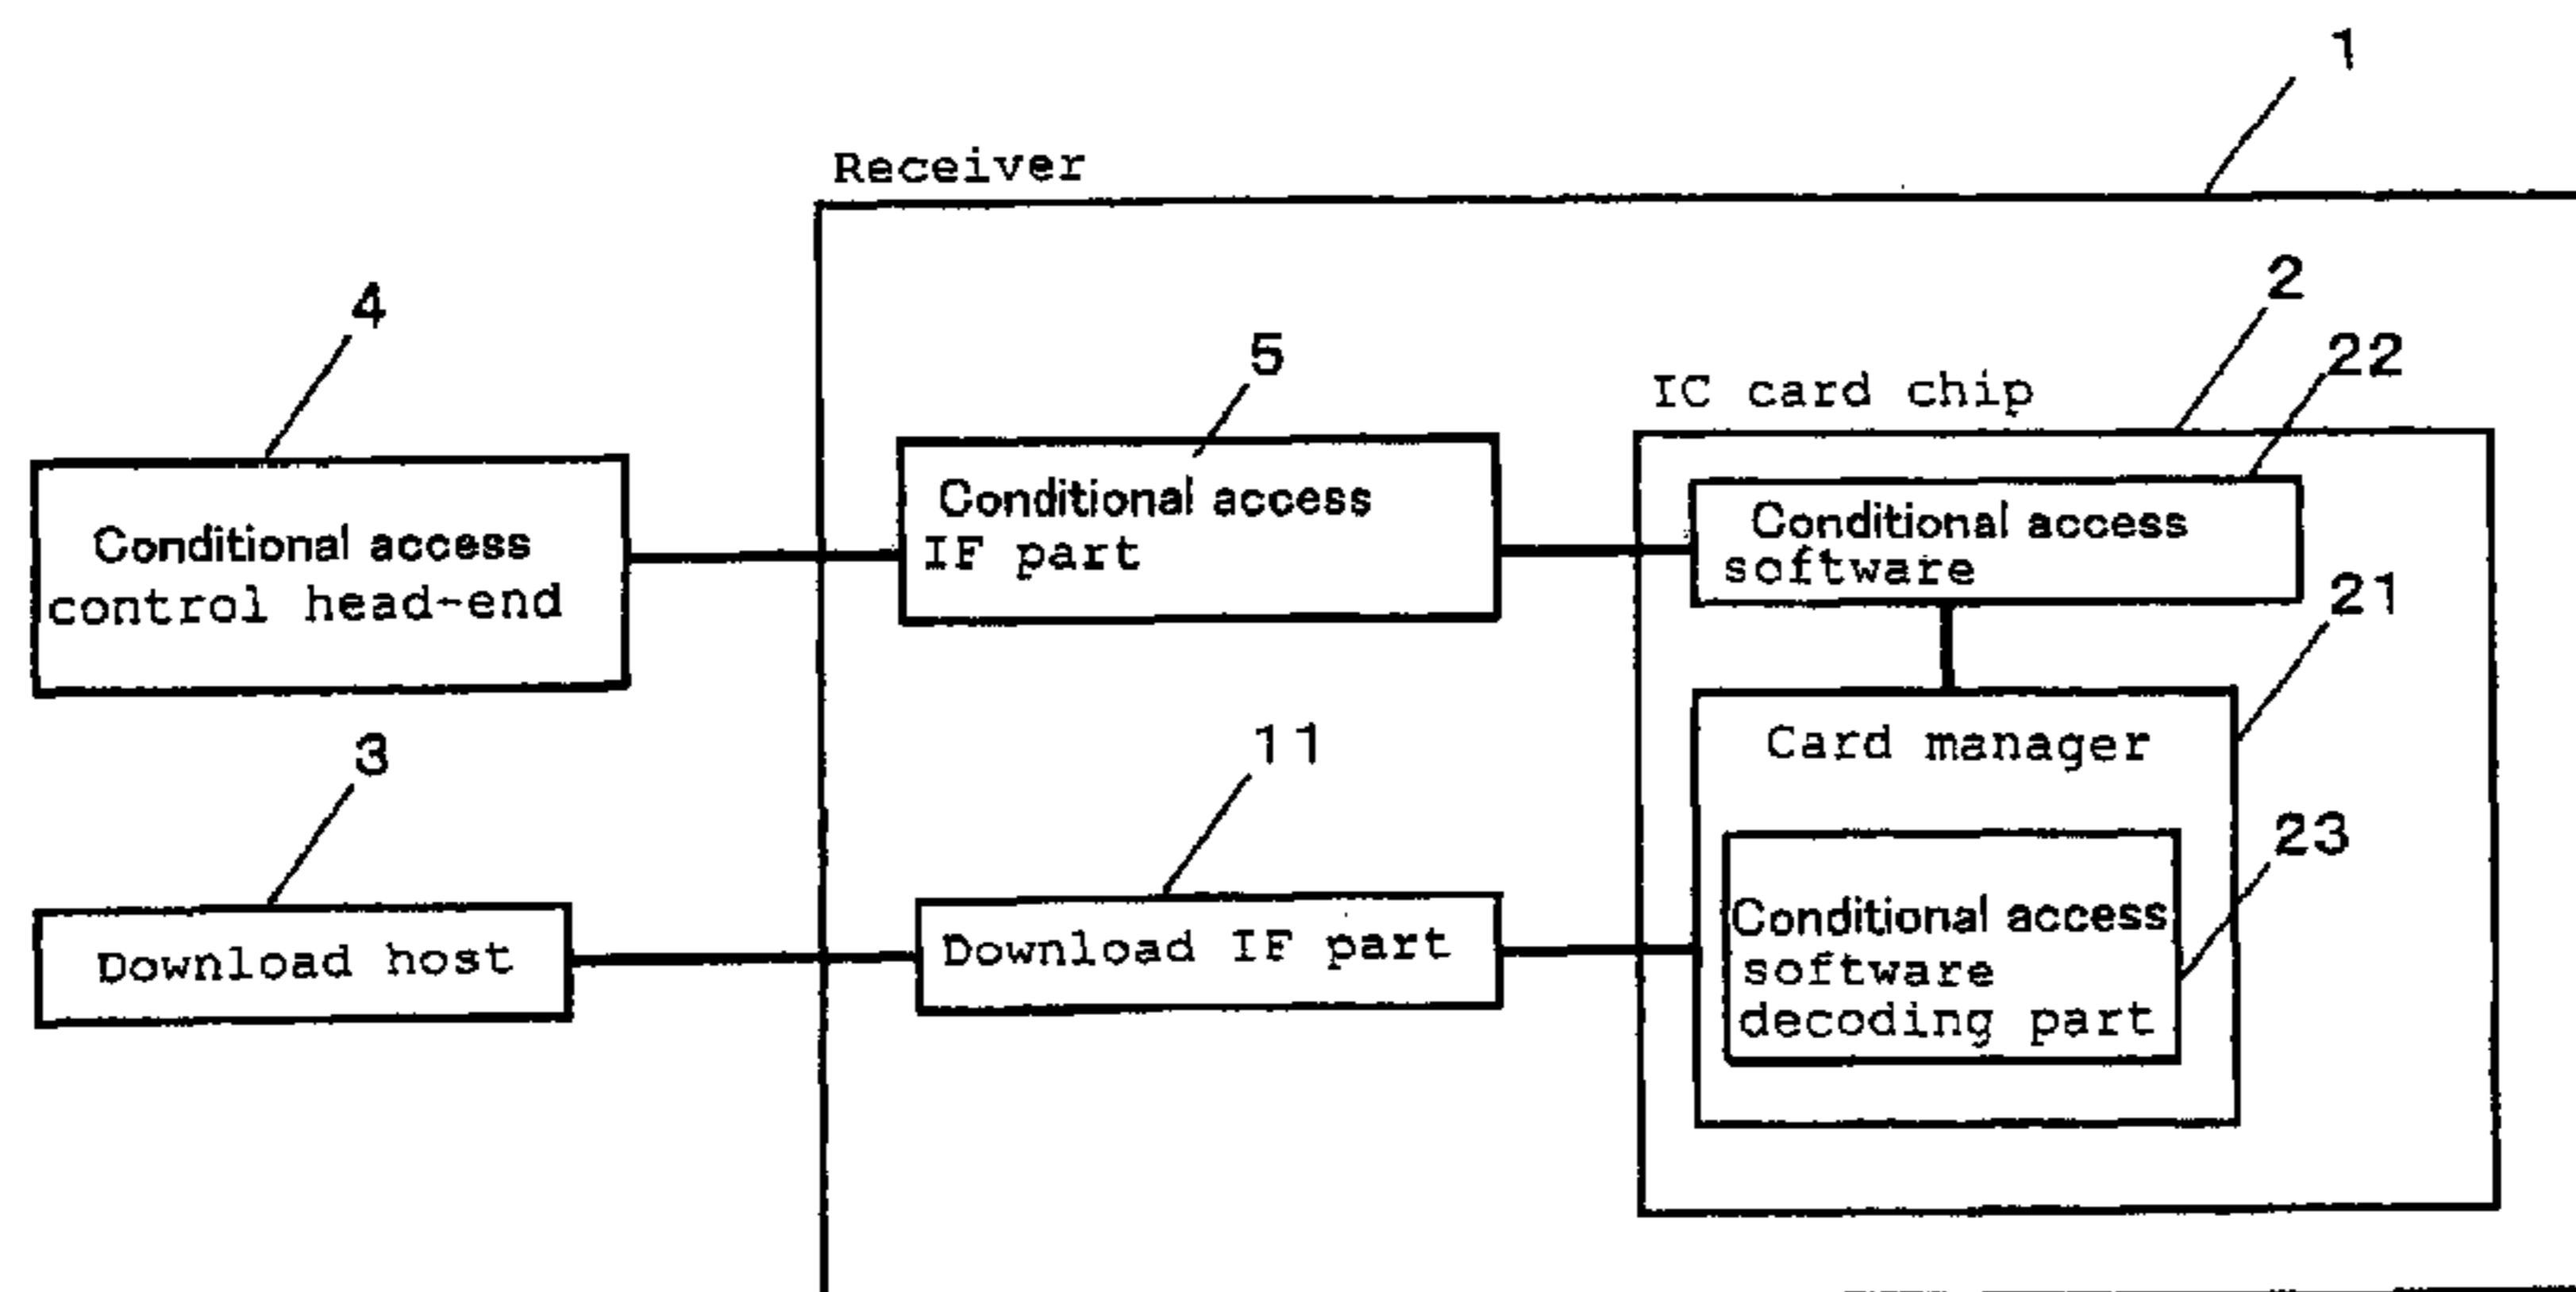 1
Receiver
2
4
5
22
IC card chip
Conditional access
IF part
Conditional access
software
Conditional access
control head-end
21
3
11
Card manager
23
Conditional access
software
decoding part
Download IF part
Download host